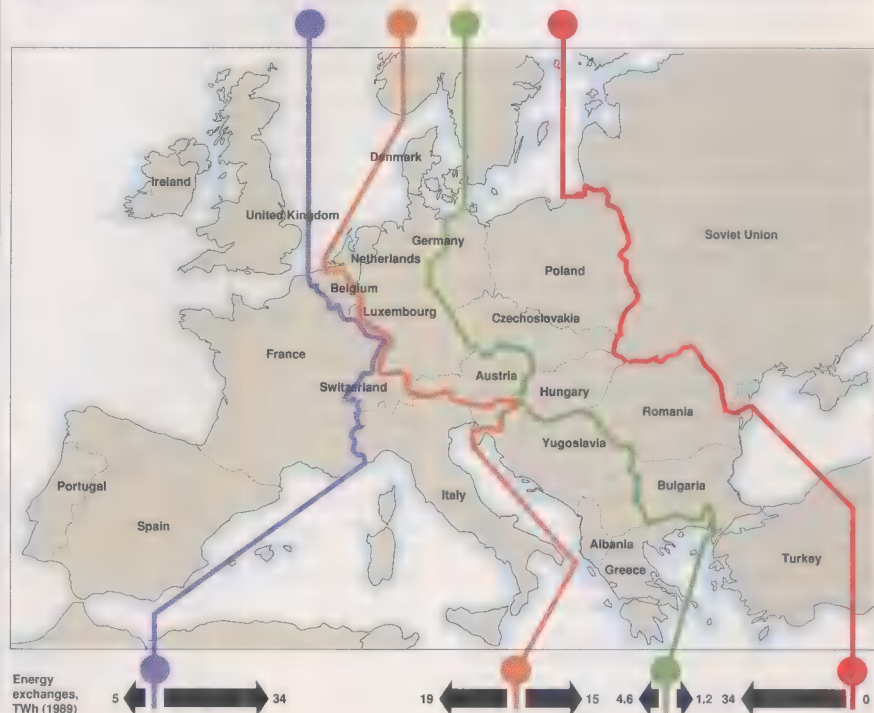 Denmark
Ireland
United Kingdom
Germany
Soviet Union
Netherlands
Poland
Belgium
Luxembourg
Czechoslovakia
France
Austria
Switzerland
Hungary
Romania
Yugoslavia
Portugal
Bulgaria
Italy
Spain
Albania
Turkey
Greece
Energy
exchanges,
TWh (1989)
5 34 19 15 4.6 1.2 34 0